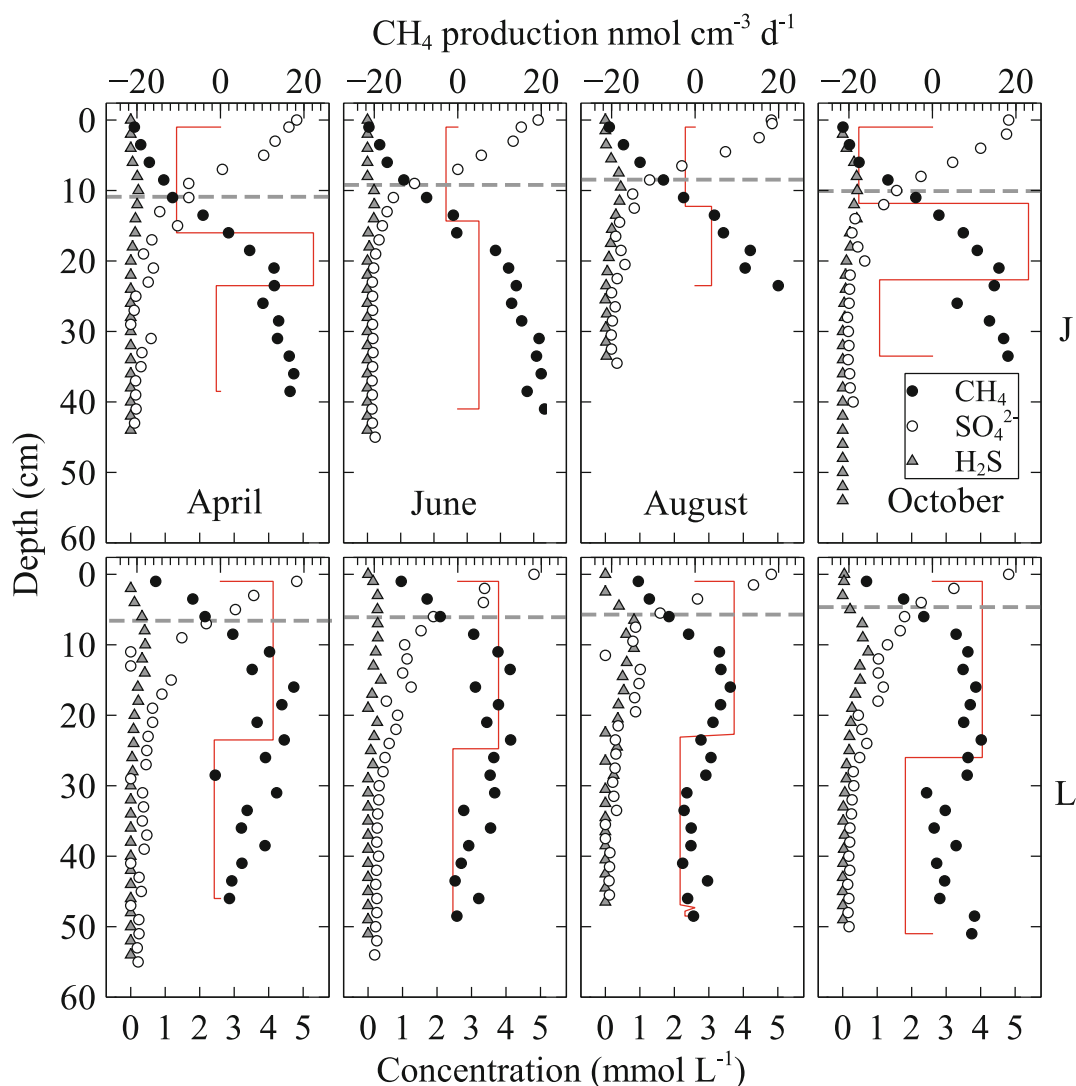 CH₄ production nmol cm⁻³ d⁻¹
−20 0 20 −20 0 20 −20 0 20 −20 0 20
0
10
20
30
40
50
60
Depth (cm)
J
CH₄
SO₄²⁻
H₂S
April June August October
0
10
20
30
40
50
60
L
0 1 2 3 4 5 0 1 2 3 4 5 0 1 2 3 4 5 0 1 2 3 4 5
Concentration (mmol L⁻¹)